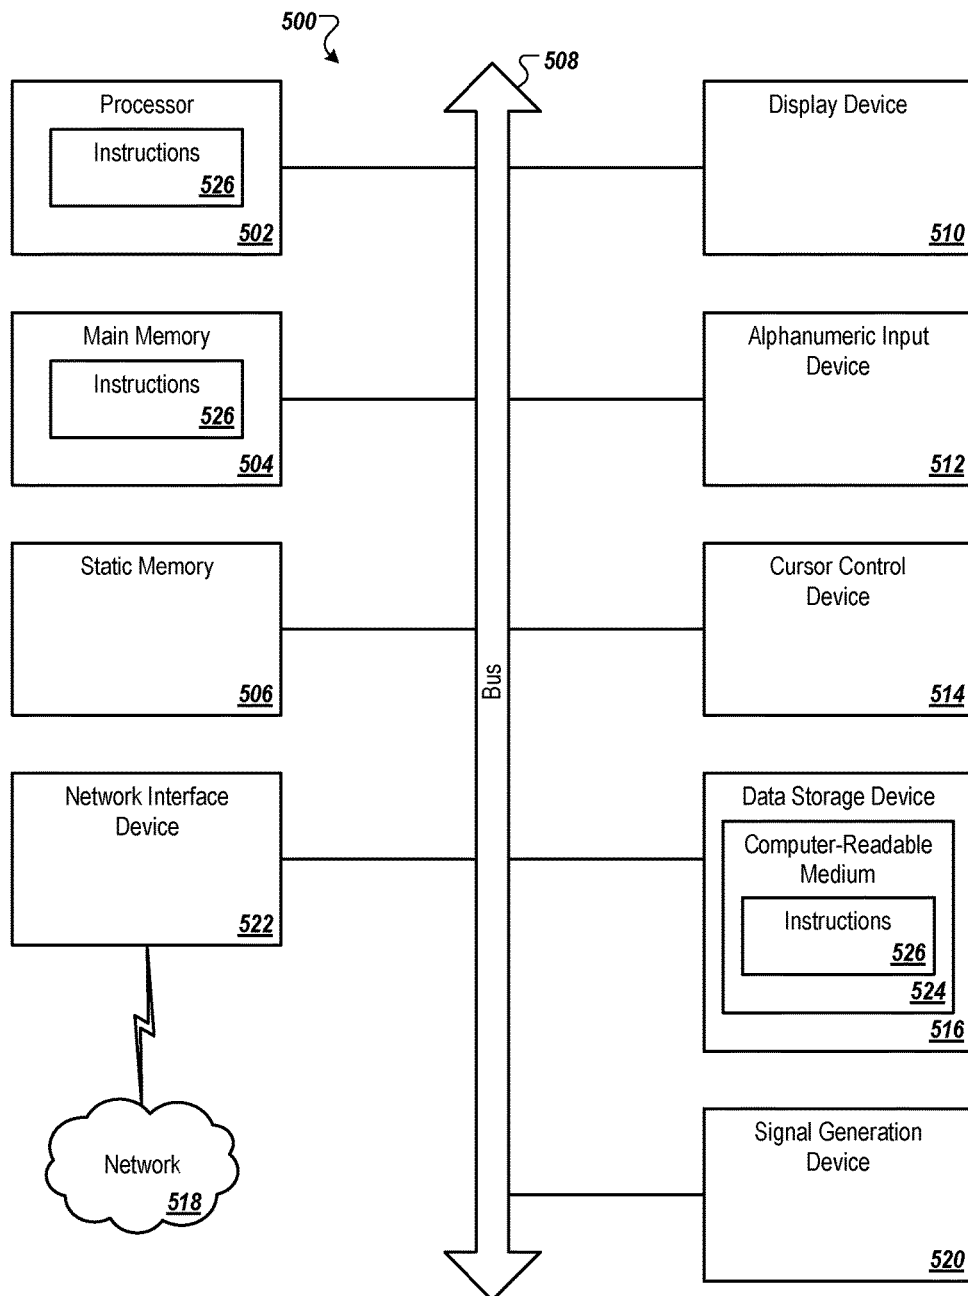 500
508
Processor
Instructions
526
502
Display Device
510
Main Memory
Instructions
526
504
Alphanumeric Input
Device
512
Static Memory
506
Cursor Control
Device
514
Bus
Network Interface
Device
522
Data Storage Device
Computer-Readable
Medium
Instructions
526
524
516
Network
518
Signal Generation
Device
520